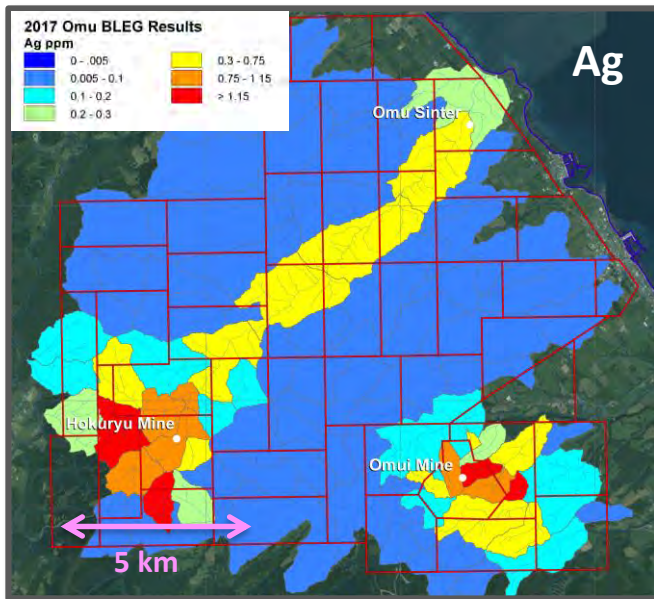 2017 Omu BLEG Results
Ag ppm
0 - .005
0.005 - 0.1
0.1 - 0.2
0.2 - 0.3
0.3 - 0.75
0.75 - 1.15
> 1.15
Ag
Omu Sinter
Hokuryu Mine
Omui Mine
5 km